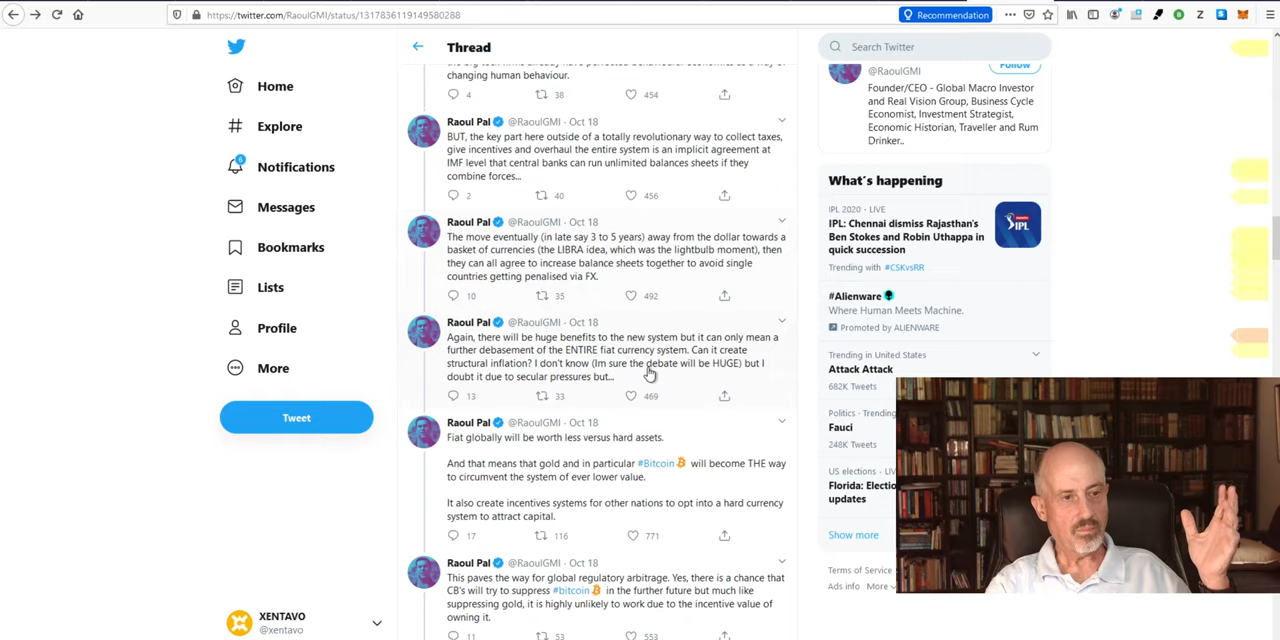 https://twitter.com/RaoulGMI/status/1317836119149580288
Recommendation
Home
Explore
6
Notifications
Messages
Bookmarks
Lists
Profile
More
Tweet
XENTAVO
@xentavo
Thread
changing human behaviour.
4 38 454
Raoul Pal @RaoulGMI · Oct 18
BUT, the key part here outside of a totally revolutionary way to collect taxes,
give incentives and overhaul the entire system is an implicit agreement at
IMF level that central banks can run unlimited balances sheets if they
combine forces...
2 40 456
Raoul Pal @RaoulGMI · Oct 18
The move eventually (in late say 3 to 5 years) away from the dollar towards a
basket of currencies (the LIBRA idea, which was the lightbulb moment), then
they can all agree to increase balance sheets together to avoid single
countries getting penalised via FX.
10 35 492
Raoul Pal @RaoulGMI · Oct 18
Again, there will be huge benefits to the new system but it can only mean a
further debasement of the ENTIRE fiat currency system. Can it create
structural inflation? I don't know (Im sure the debate will be HUGE) but I
doubt it due to secular pressures but...
13 33 469
Raoul Pal @RaoulGMI · Oct 18
Fiat globally will be worth less versus hard assets.
And that means that gold and in particular #Bitcoin will become THE way
to circumvent the system of ever lower value.
It also create incentives systems for other nations to opt into a hard currency
system to attract capital.
17 116 771
Raoul Pal @RaoulGMI · Oct 18
This paves the way for global regulatory arbitrage. Yes, there is a chance that
CB's will try to suppress #bitcoin in the further future but much like
suppressing gold, it is highly unlikely to work due to the incentive value of
owning it.
11 53 553
Search Twitter
@RaoulGMI
Follow
Founder/CEO - Global Macro Investor
and Real Vision Group, Business Cycle
Economist, Investment Strategist,
Economic Historian, Traveller and Rum
Drinker..
What's happening
IPL 2020 · LIVE
IPL: Chennai dismiss Rajasthan's
Ben Stokes and Robin Uthappa in
quick succession
Trending with #CSKvsRR
IPL
#Alienware
Where Human Meets Machine.
Promoted by ALIENWARE
Trending in United States
Attack Attack
682K Tweets
Politics · Trending
Fauci
248K Tweets
US elections · LIV
Florida: Electio
updates
Show more
Terms of Service
Ads info More